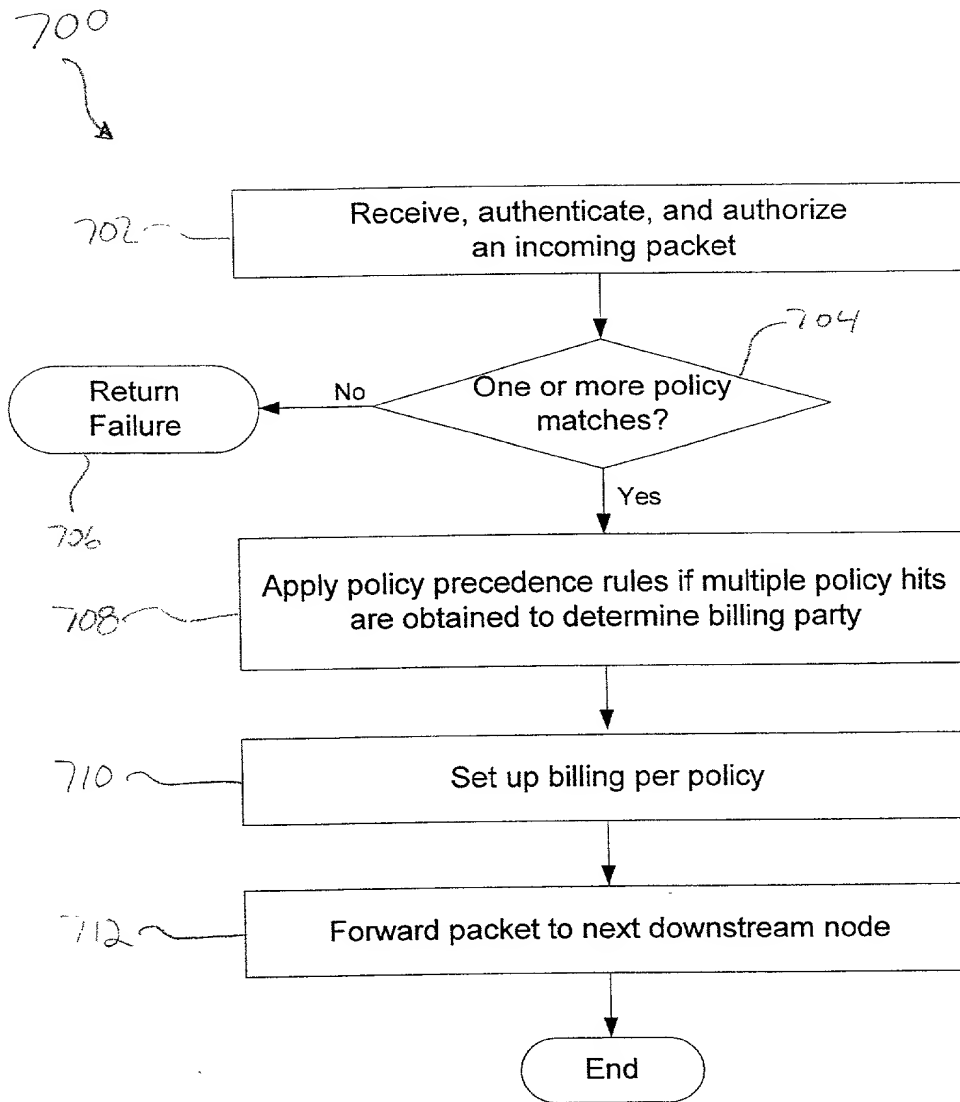 700
702
Receive, authenticate, and authorize
an incoming packet
704
One or more policy
matches?
No
Return
Failure
706
Yes
708
Apply policy precedence rules if multiple policy hits
are obtained to determine billing party
710
Set up billing per policy
712
Forward packet to next downstream node
End